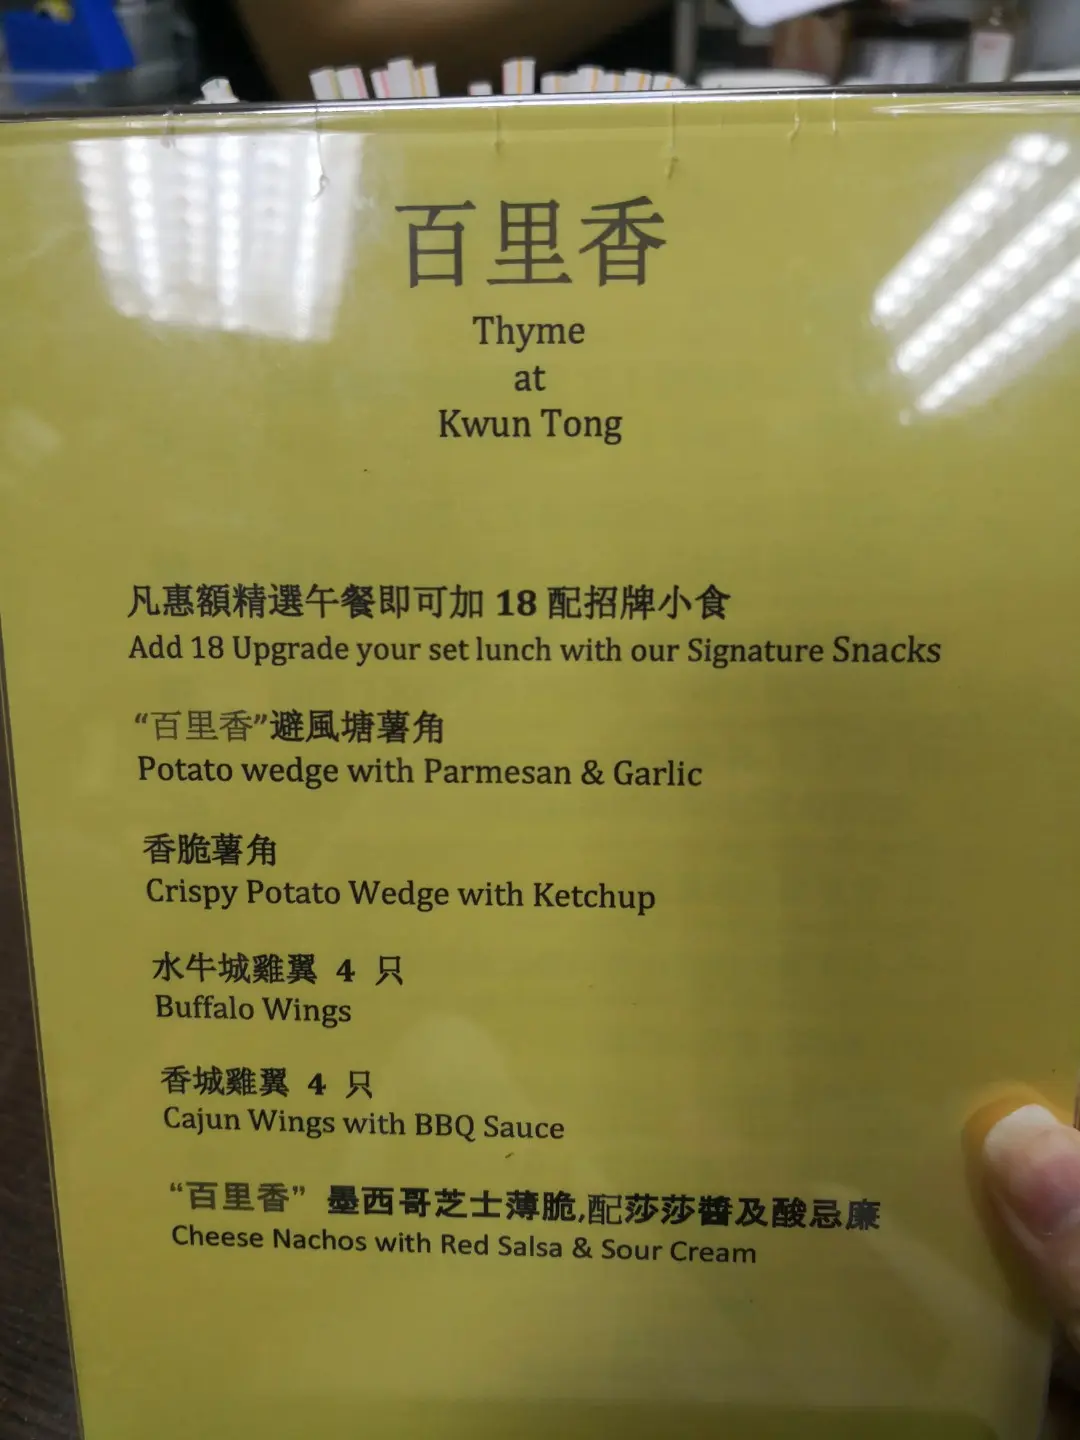 百里香
Thyme
at
Kwun Tong
凡惠額精選午餐即可加 18 配招牌小食
Add 18 Upgrade your set lunch with our Signature Snacks
“百里香”避風塘薯角
Potato wedge with Parmesan & Garlic
香脆薯角
Crispy Potato Wedge with Ketchup
水牛城雞翼 4 只
Buffalo Wings
香城雞翼 4 只
Cajun Wings with BBQ Sauce
“百里香” 墨西哥芝士薄脆,配莎莎醬及酸忌廉
Cheese Nachos with Red Salsa & Sour Cream